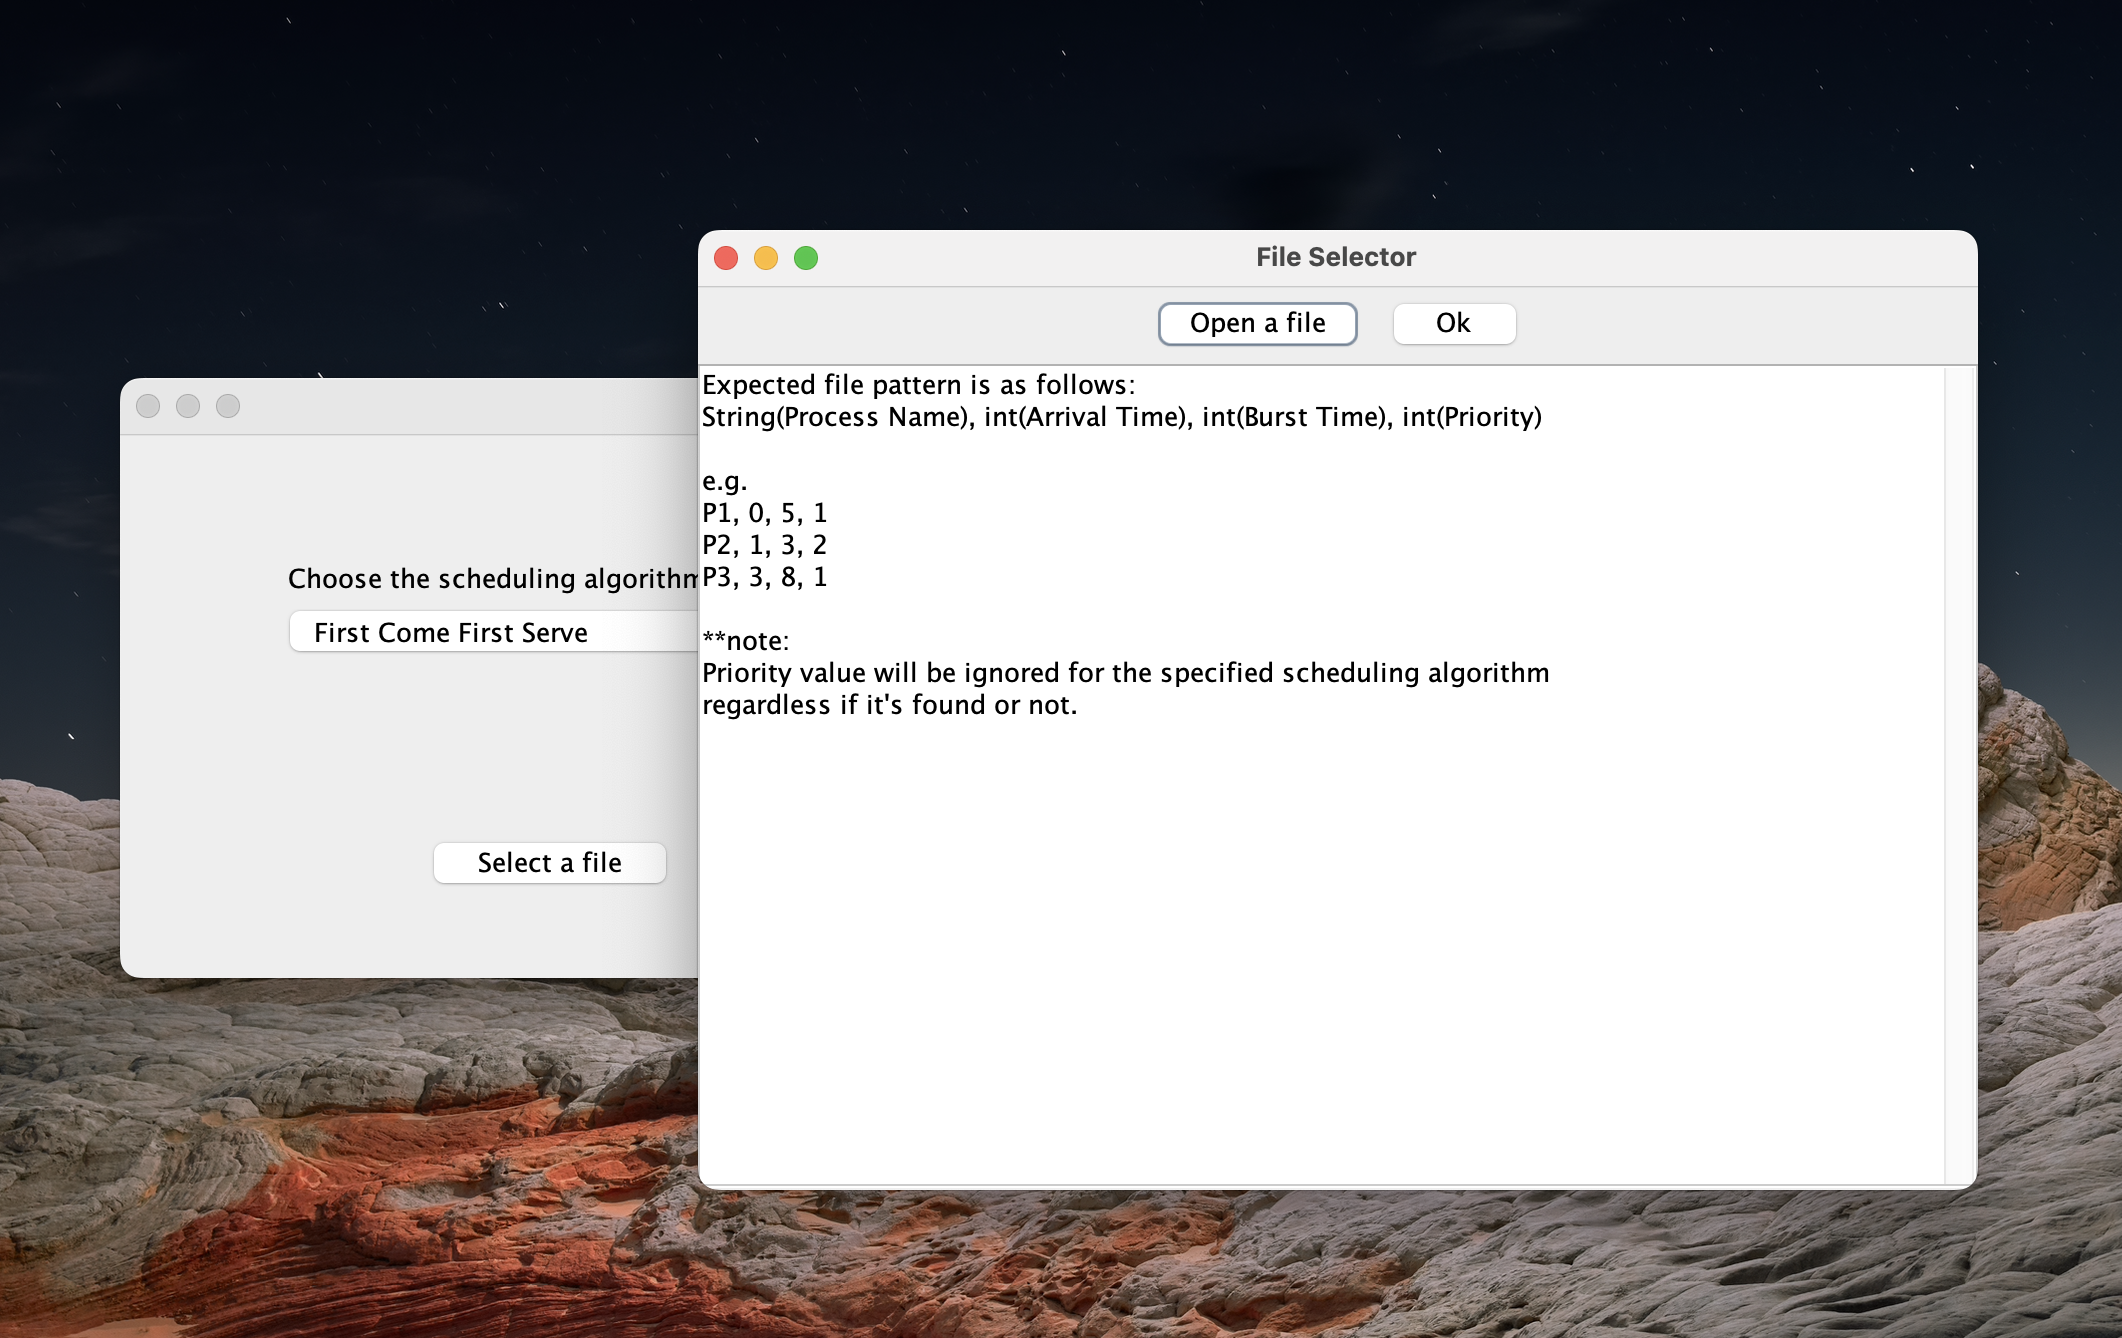 File Selector
Open a file
Ok
Expected file pattern is as follows:
String(Process Name), int(Arrival Time), int(Burst Time), int(Priority)
e.g.
P1, 0, 5, 1
P2, 1, 3, 2
P3, 3, 8, 1
**note:
Priority value will be ignored for the specified scheduling algorithm
regardless if it's found or not.
Choose the scheduling algorithm
First Come First Serve
Select a file